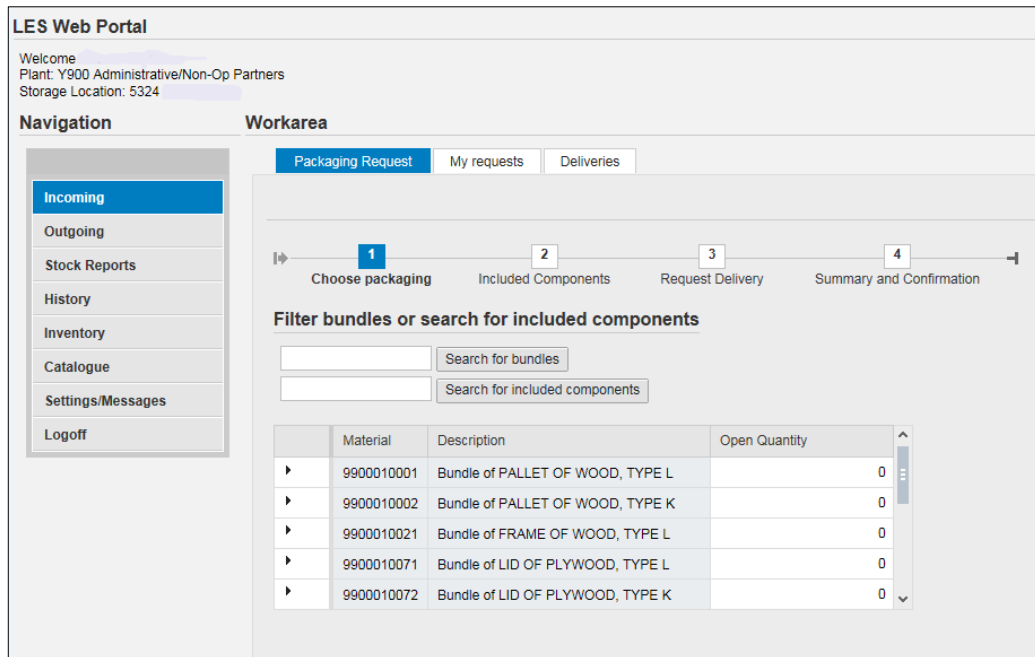 LES Web Portal
Welcome
Plant: Y900 Administrative/Non-Op Partners
Storage Location: 5324
Navigation
Workarea
Packaging Request My requests Deliveries
Incoming
Outgoing
Stock Reports
History
Inventory
Catalogue
Settings/Messages
Logoff
1 2 3 4
Choose packaging Included Components Request Delivery Summary and Confirmation
Filter bundles or search for included components
Search for bundles
Search for included components
Material Description Open Quantity
9900010001 Bundle of PALLET OF WOOD, TYPE L 0
9900010002 Bundle of PALLET OF WOOD, TYPE K 0
9900010021 Bundle of FRAME OF WOOD, TYPE L 0
9900010071 Bundle of LID OF PLYWOOD, TYPE L 0
9900010072 Bundle of LID OF PLYWOOD, TYPE K 0